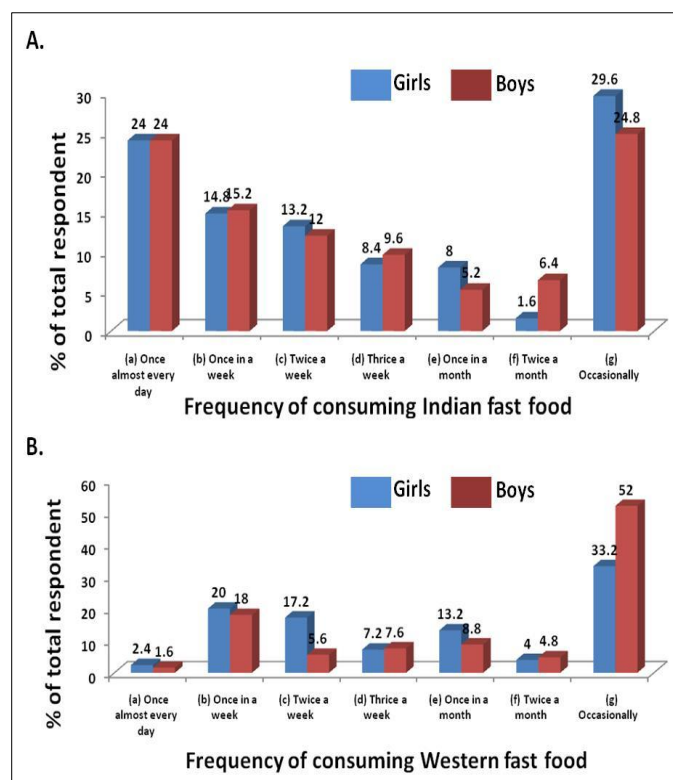 A.
Girls Boys
% of total respondent
30
25
20
15
10
5
0
24 24 14.8 15.2 13.2 12 8.4 9.6 8 5.2 1.6 6.4 29.6 24.8
(a) Once (b) Once in a (c) Twice a (d) Thrice a (e) Once in a (f) Twice a (g)
almost every week week week month month Occasionally
day
Frequency of consuming Indian fast food
B.
Girls Boys
% of total respondent
60
50
40
30
20
10
0
2.4 1.6 20 18 17.2 5.6 7.2 7.6 13.2 8.8 4 4.8 33.2 52
(a) Once (b) Once in a (c) Twice a (d) Thrice a (e) Once in a (f) Twice a (g)
almost every week week week month month Occasionally
day
Frequency of consuming Western fast food